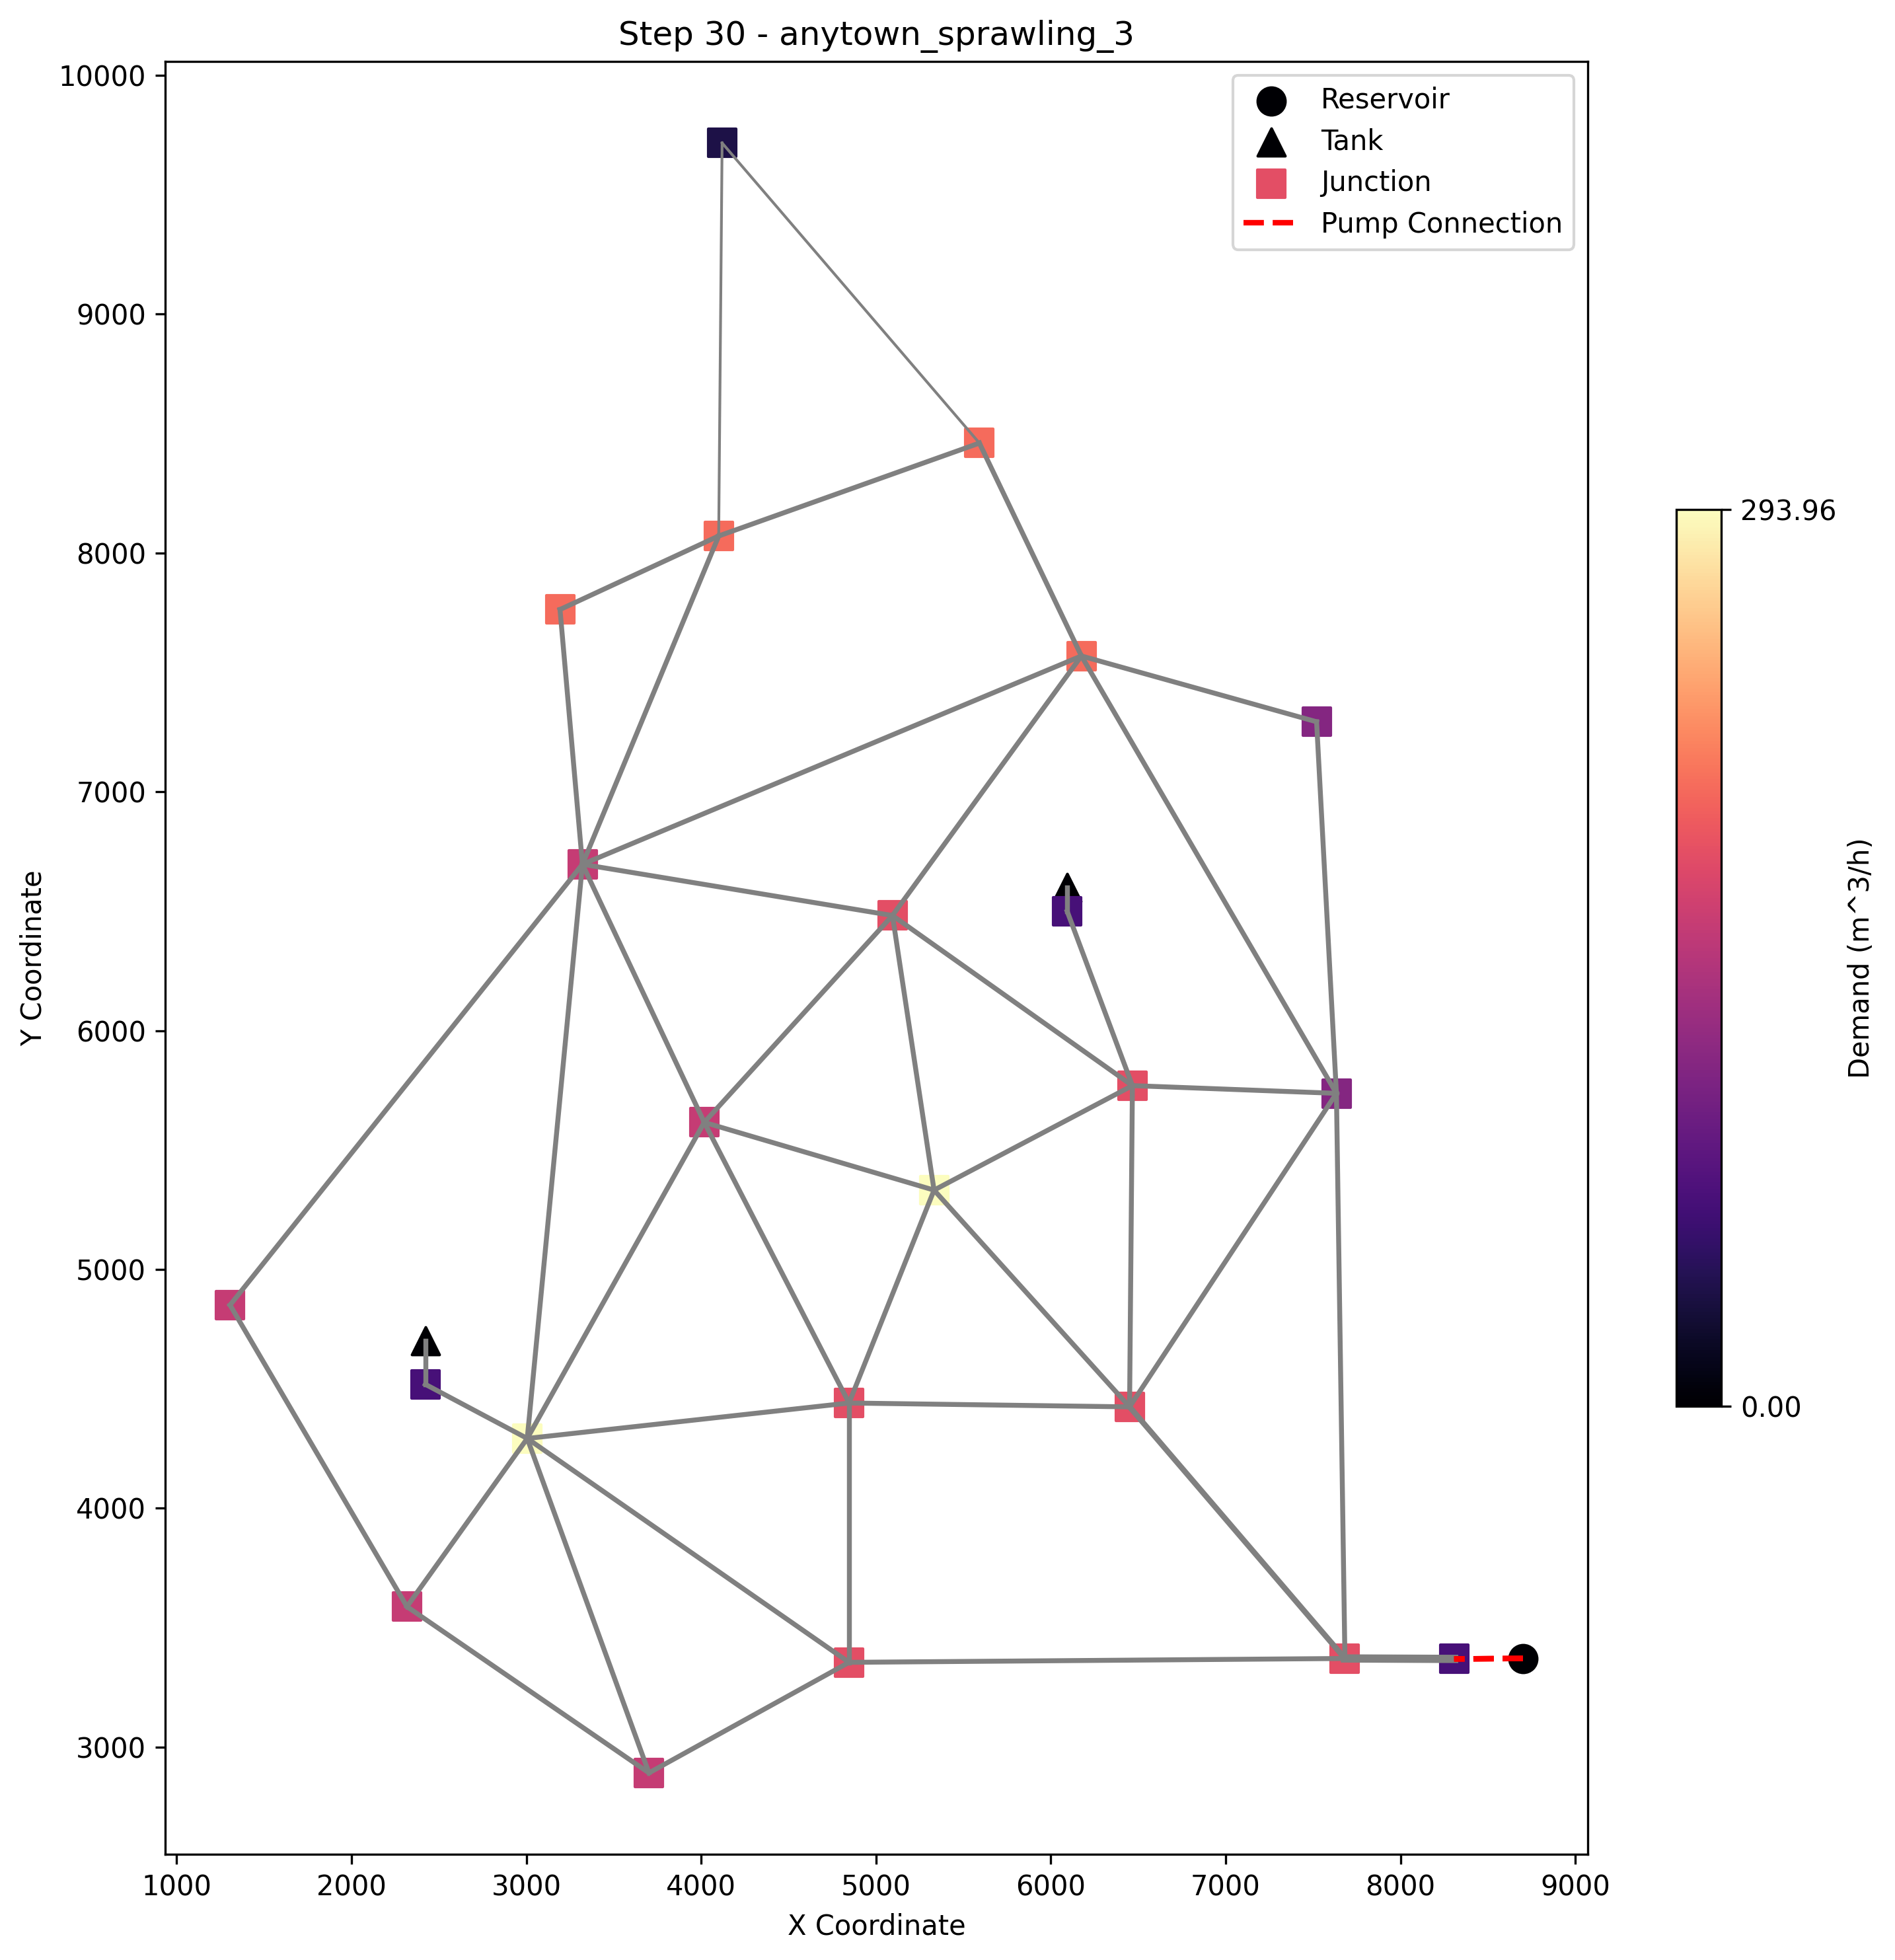 Step 30 - anytown_sprawling_3
Reservoir
Tank
Junction
Pump Connection
10000
9000
8000
7000
6000
5000
4000
3000
Y Coordinate
1000 2000 3000 4000 5000 6000 7000 8000 9000
X Coordinate
293.96
0.00
Demand (m^3/h)